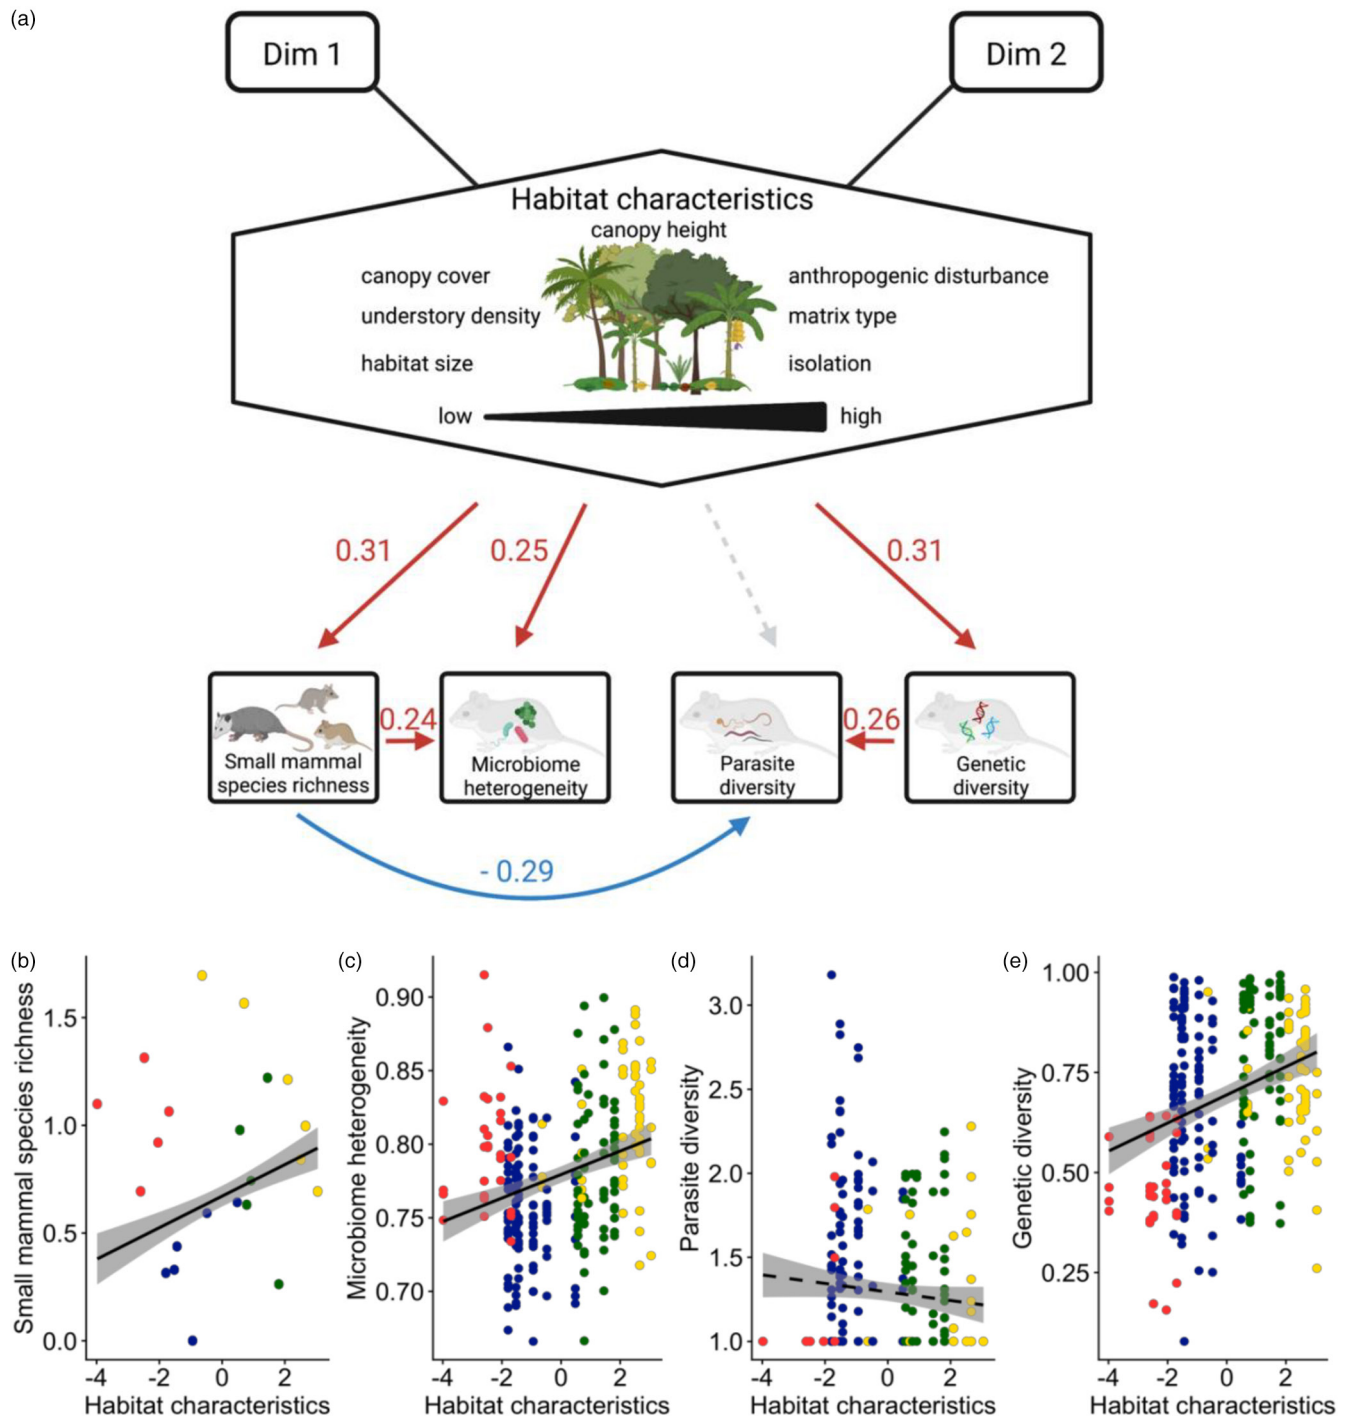 (a)
Dim 1
Dim 2
Habitat characteristics
canopy height
canopy cover
anthropogenic disturbance
understory density
matrix type
habitat size
isolation
low
high
0.31
0.25
0.31
0.24
0.26
Small mammal
species richness
Microbiome
heterogeneity
Parasite
diversity
Genetic
diversity
- 0.29
(b)
Small mammal species richness
1.5
1.0
0.5
0.0
-4
-2
0
2
Habitat characteristics
(c)
Microbiome heterogeneity
0.90
0.85
0.80
0.75
0.70
-4
-2
0
2
Habitat characteristics
(d)
Parasite diversity
3.0
2.5
2.0
1.5
1.0
-4
-2
0
2
Habitat characteristics
(e)
Genetic diversity
1.00
0.75
0.50
0.25
-4
-2
0
2
Habitat characteristics